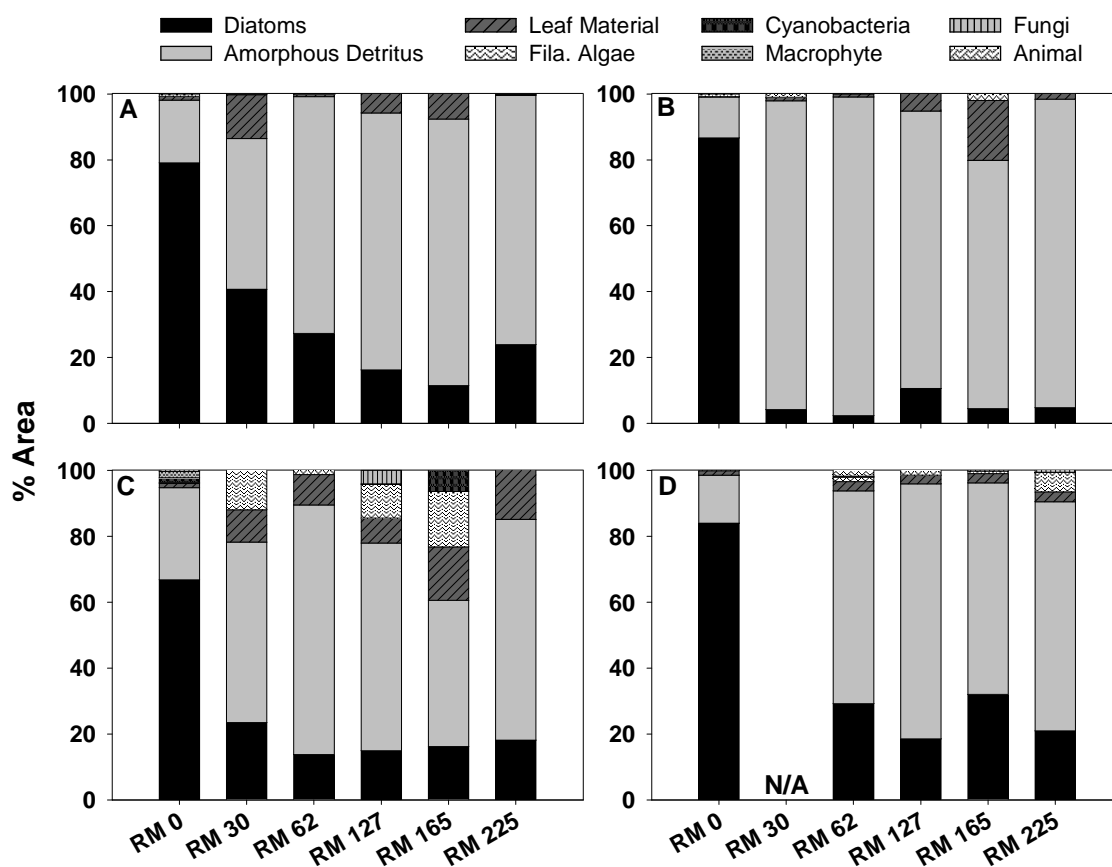 Diatoms Leaf Material Cyanobacteria Fungi
Amorphous Detritus Fila. Algae Macrophyte Animal
% Area
A
100
80
60
40
20
0
B
100
80
60
40
20
0
C
100
80
60
40
20
0
RM 0 RM 30 RM 62 RM 127 RM 165 RM 225
D
100
80
60
40
20
0
N/A
RM 0 RM 30 RM 62 RM 127 RM 165 RM 225